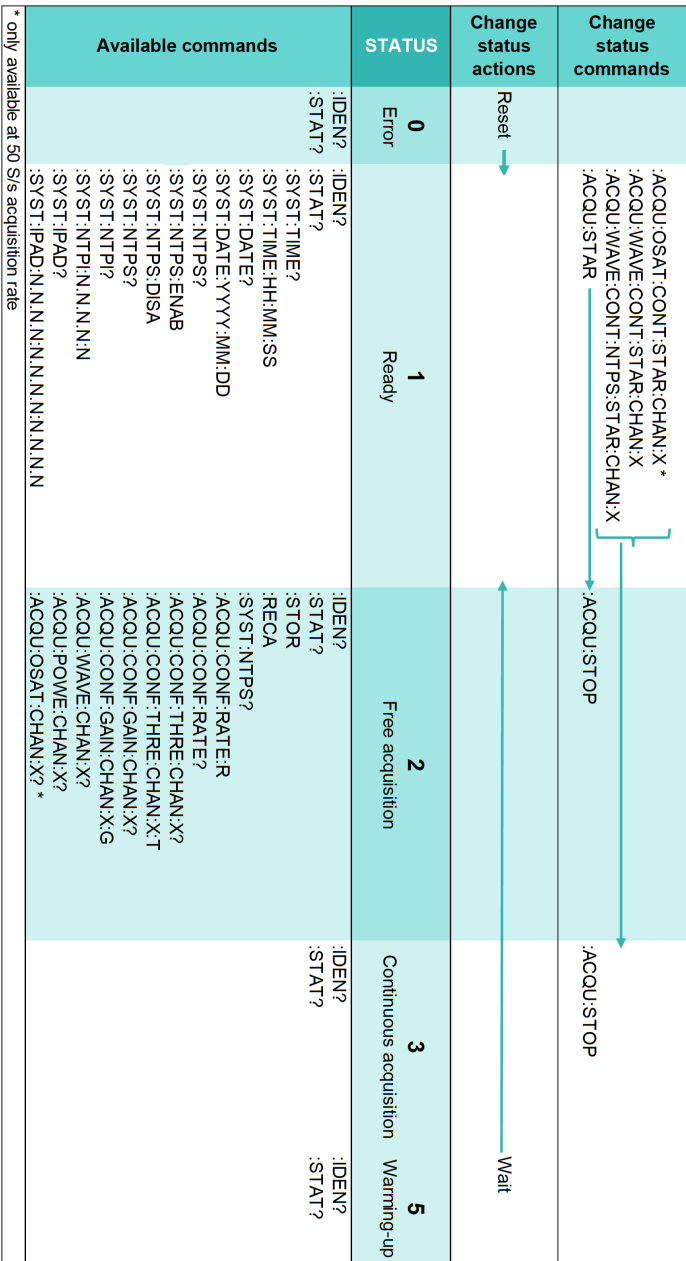 Change
status
commands
:ACQU:OSAT:CONT:STAR:CHAN:X *
:ACQU:WAVE:CONT:STAR:CHAN:X
:ACQU:WAVE:CONT:NTPS:STAR:CHAN:X
:ACQU:STAR
:ACQU:STOP
:ACQU:STOP
Change
status
actions
Reset
Wait
STATUS
0
Error
1
Ready
2
Free acquisition
3
Continuous acquisition
5
Warming-up
Available commands
:IDEN?
:STAT?
:IDEN?
:STAT?
:SYST:TIME?
:SYST:TIME:HH:MM:SS
:SYST:DATE?
:SYST:DATE:YYYY:MM:DD
:SYST:NTPS?
:SYST:NTPS:ENAB
:SYST:NTPS:DISA
:SYST:NTPS?
:SYST:NTPI?
:SYST:NTPI:N.N.N.N
:SYST:IPAD?
:SYST:IPAD:N.N.N.N:N.N.N.N:N.N.N.N
:IDEN?
:STAT?
:STOR
:RECA
:SYST:NTPS?
:ACQU:CONF:RATE:R
:ACQU:CONF:RATE?
:ACQU:CONF:THRE:CHAN:X?
:ACQU:CONF:THRE:CHAN:X:T
:ACQU:CONF:GAIN:CHAN:X?
:ACQU:CONF:GAIN:CHAN:X:G
:ACQU:WAVE:CHAN:X?
:ACQU:POWE:CHAN:X?
:ACQU:OSAT:CHAN:X? *
:IDEN?
:STAT?
:IDEN?
:STAT?
* only available at 50 S/s acquisition rate